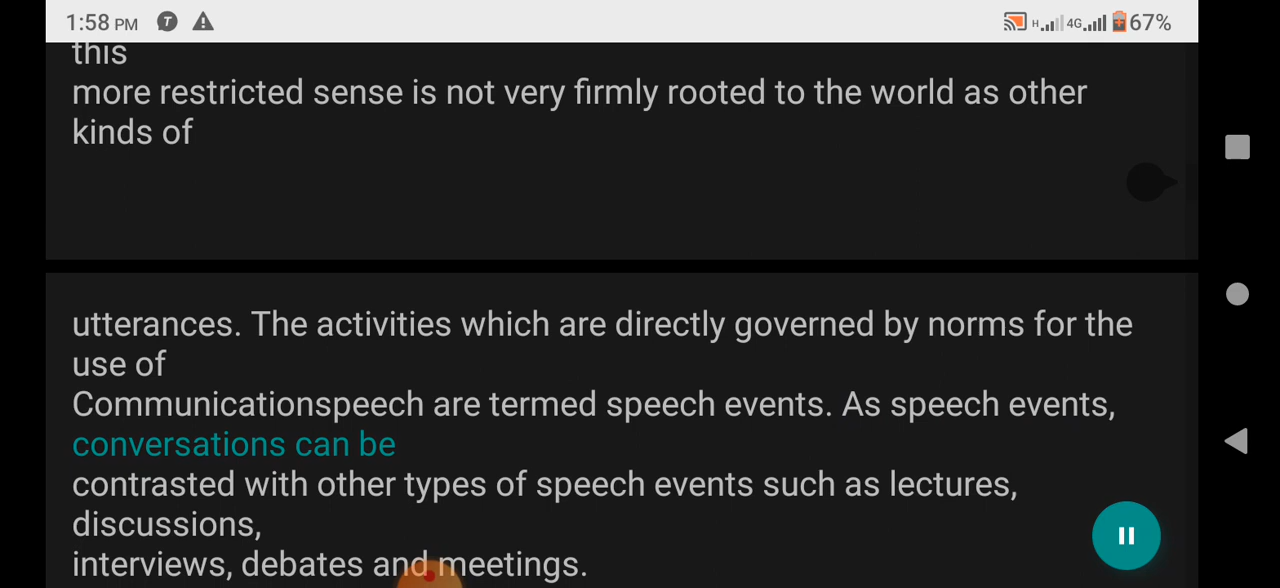 1:58 PM
H 4G 67%
this
more restricted sense is not very firmly rooted to the world as other
kinds of
utterances. The activities which are directly governed by norms for the
use of
Communicationspeech are termed speech events. As speech events,
conversations can be
contrasted with other types of speech events such as lectures,
discussions,
interviews, debates and meetings.